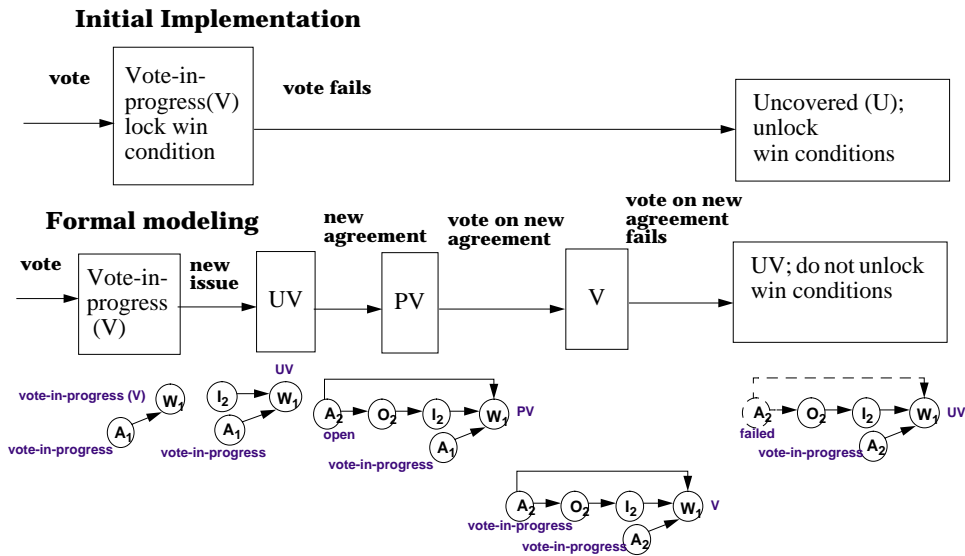 Initial Implementation
vote
Vote-in-
progress(V)
lock win
condition
vote fails
Uncovered (U);
unlock
win conditions
Formal modeling
vote
Vote-in-
progress
(V)
new
issue
UV
new
agreement
PV
vote on new
agreement
V
vote on new
agreement
fails
UV; do not unlock
win conditions
vote-in-progress (V)
W1
A1
vote-in-progress
UV
I2
W1
A1
vote-in-progress
A2
O2
I2
W1
PV
open
A1
vote-in-progress
A2
O2
I2
W1
V
vote-in-progress
A2
vote-in-progress
A2
O2
I2
W1
UV
failed
A2
vote-in-progress